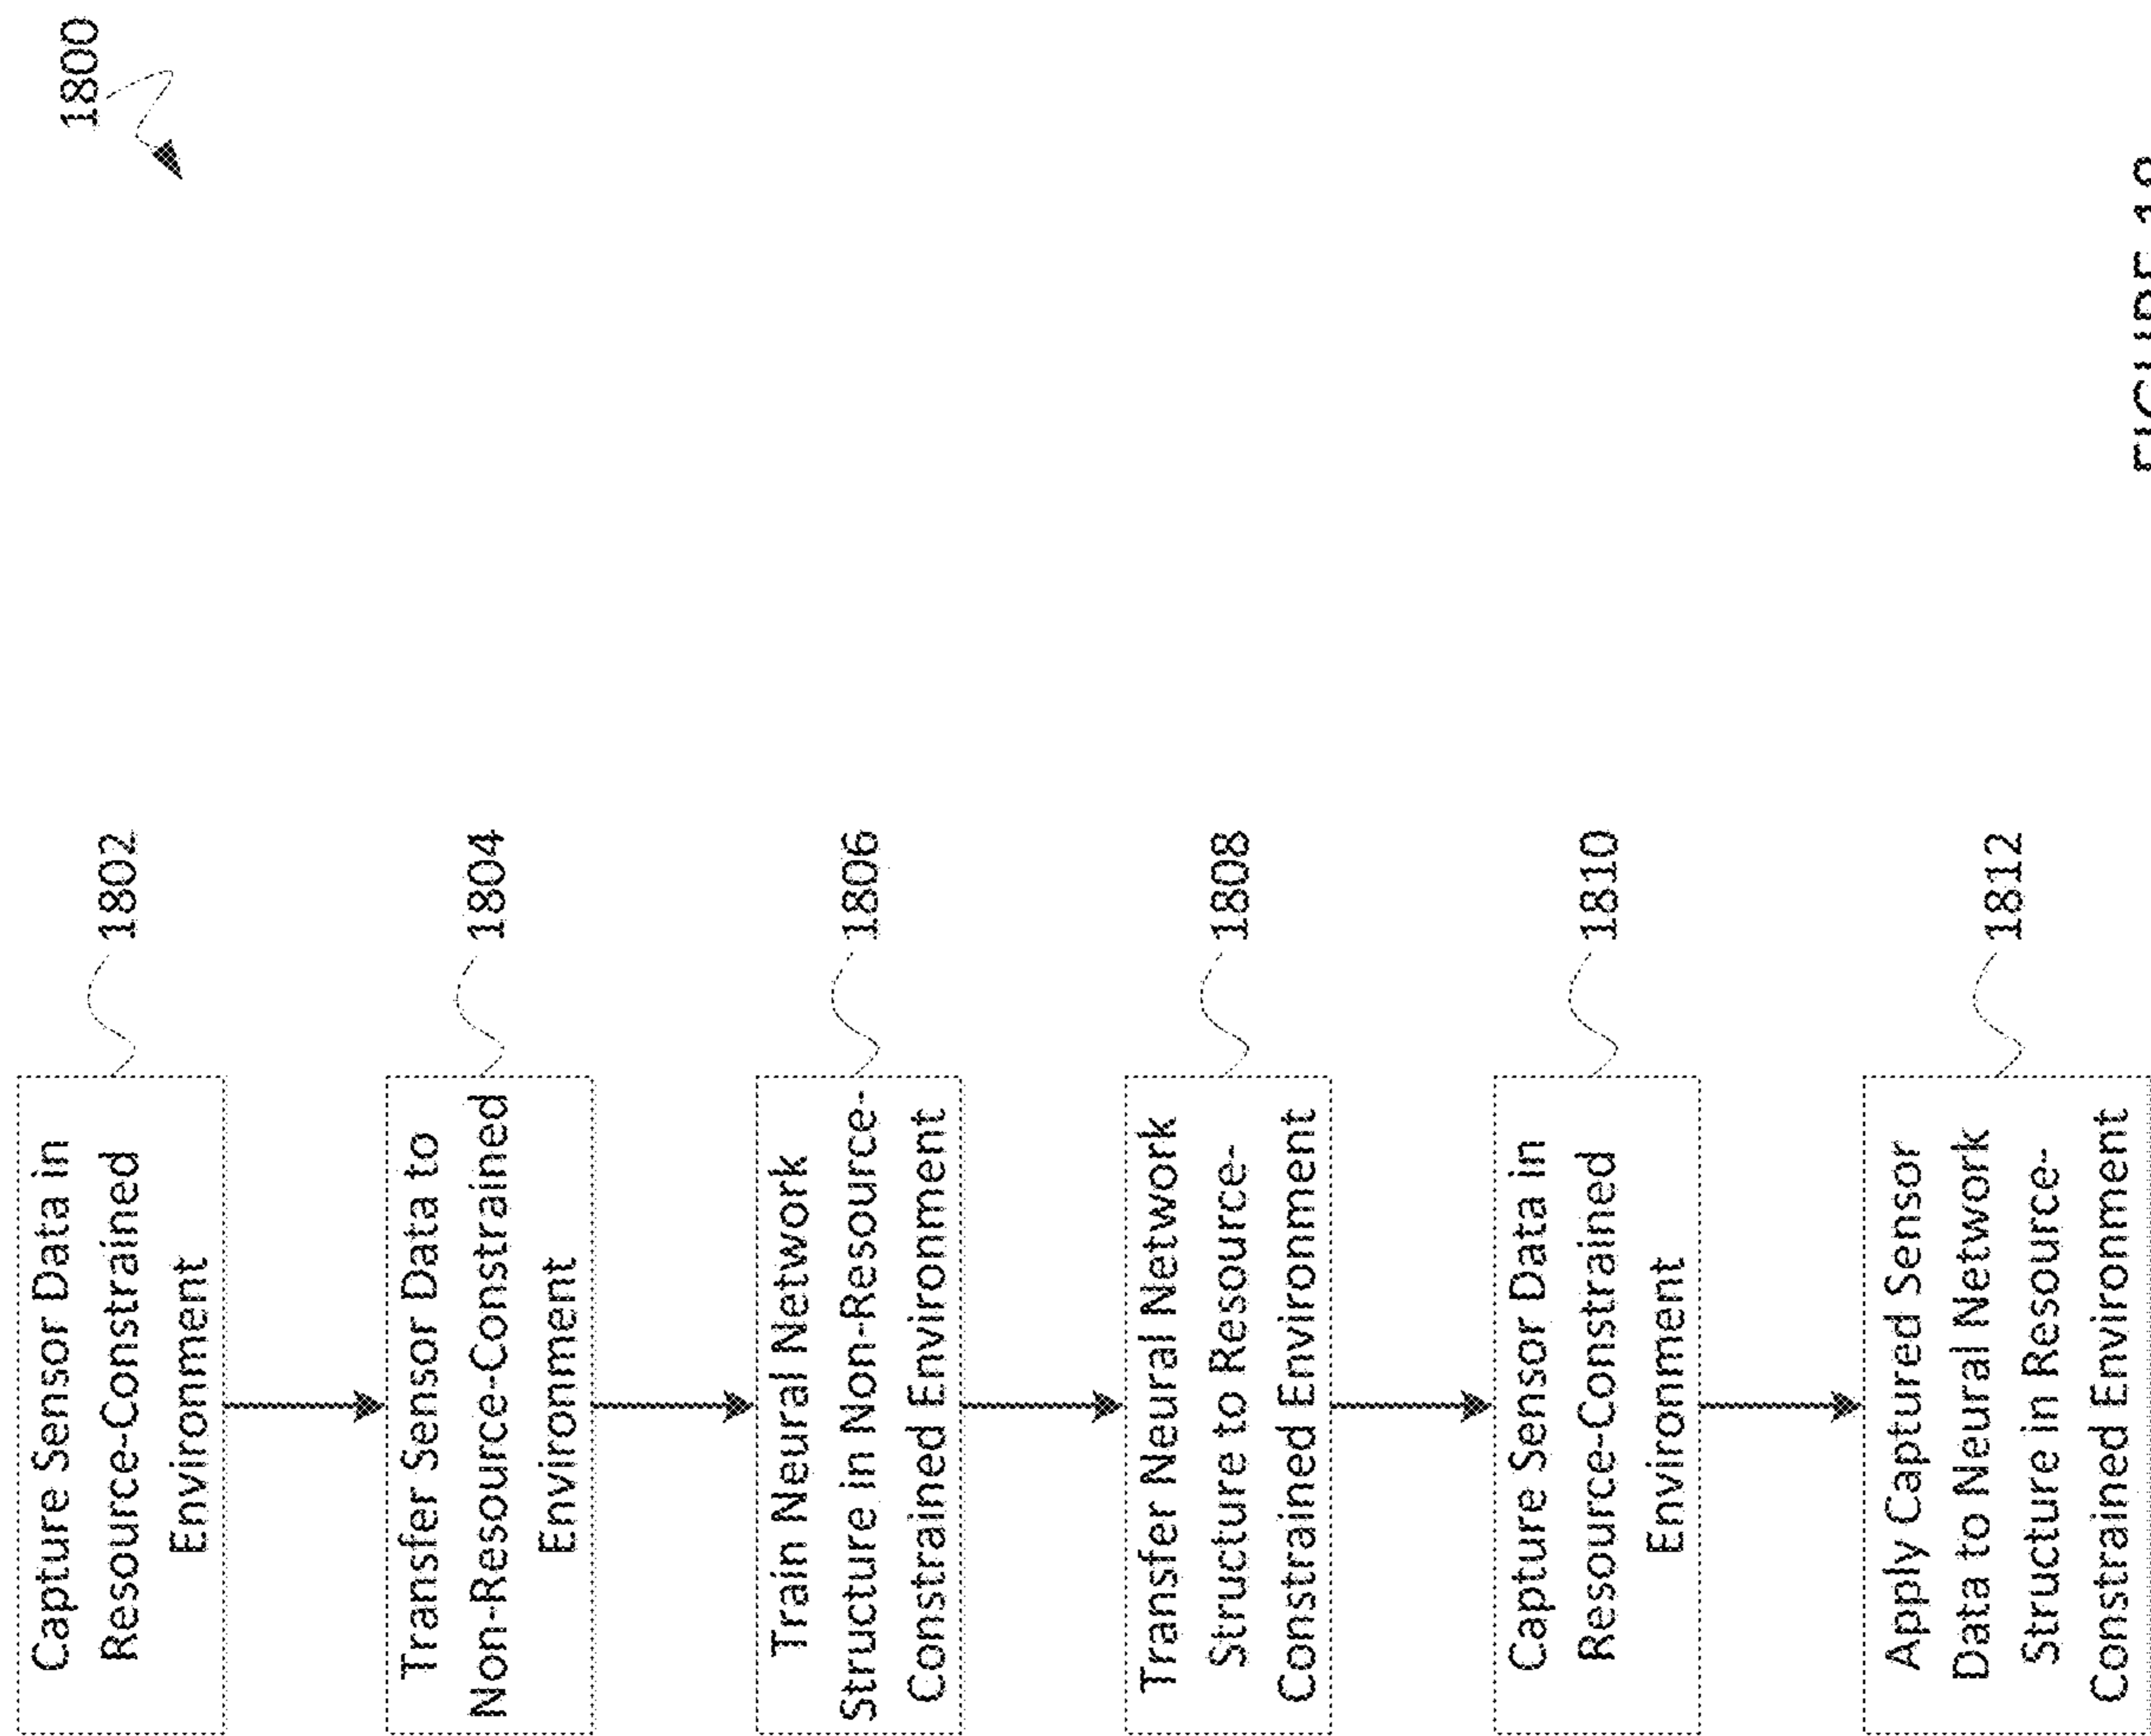 1800
Capture Sensor Data in
Resource-Constrained
Environment
1802
Transfer Sensor Data to
Non-Resource-Constrained
Environment
1804
Train Neural Network
Structure in Non-Resource-
Constrained Environment
1806
Transfer Neural Network
Structure to Resource-
Constrained Environment
1808
Capture Sensor Data in
Resource-Constrained
Environment
1810
Apply Captured Sensor
Data to Neural Network
Structure in Resource-
Constrained Environment
1812
FIGURE 18